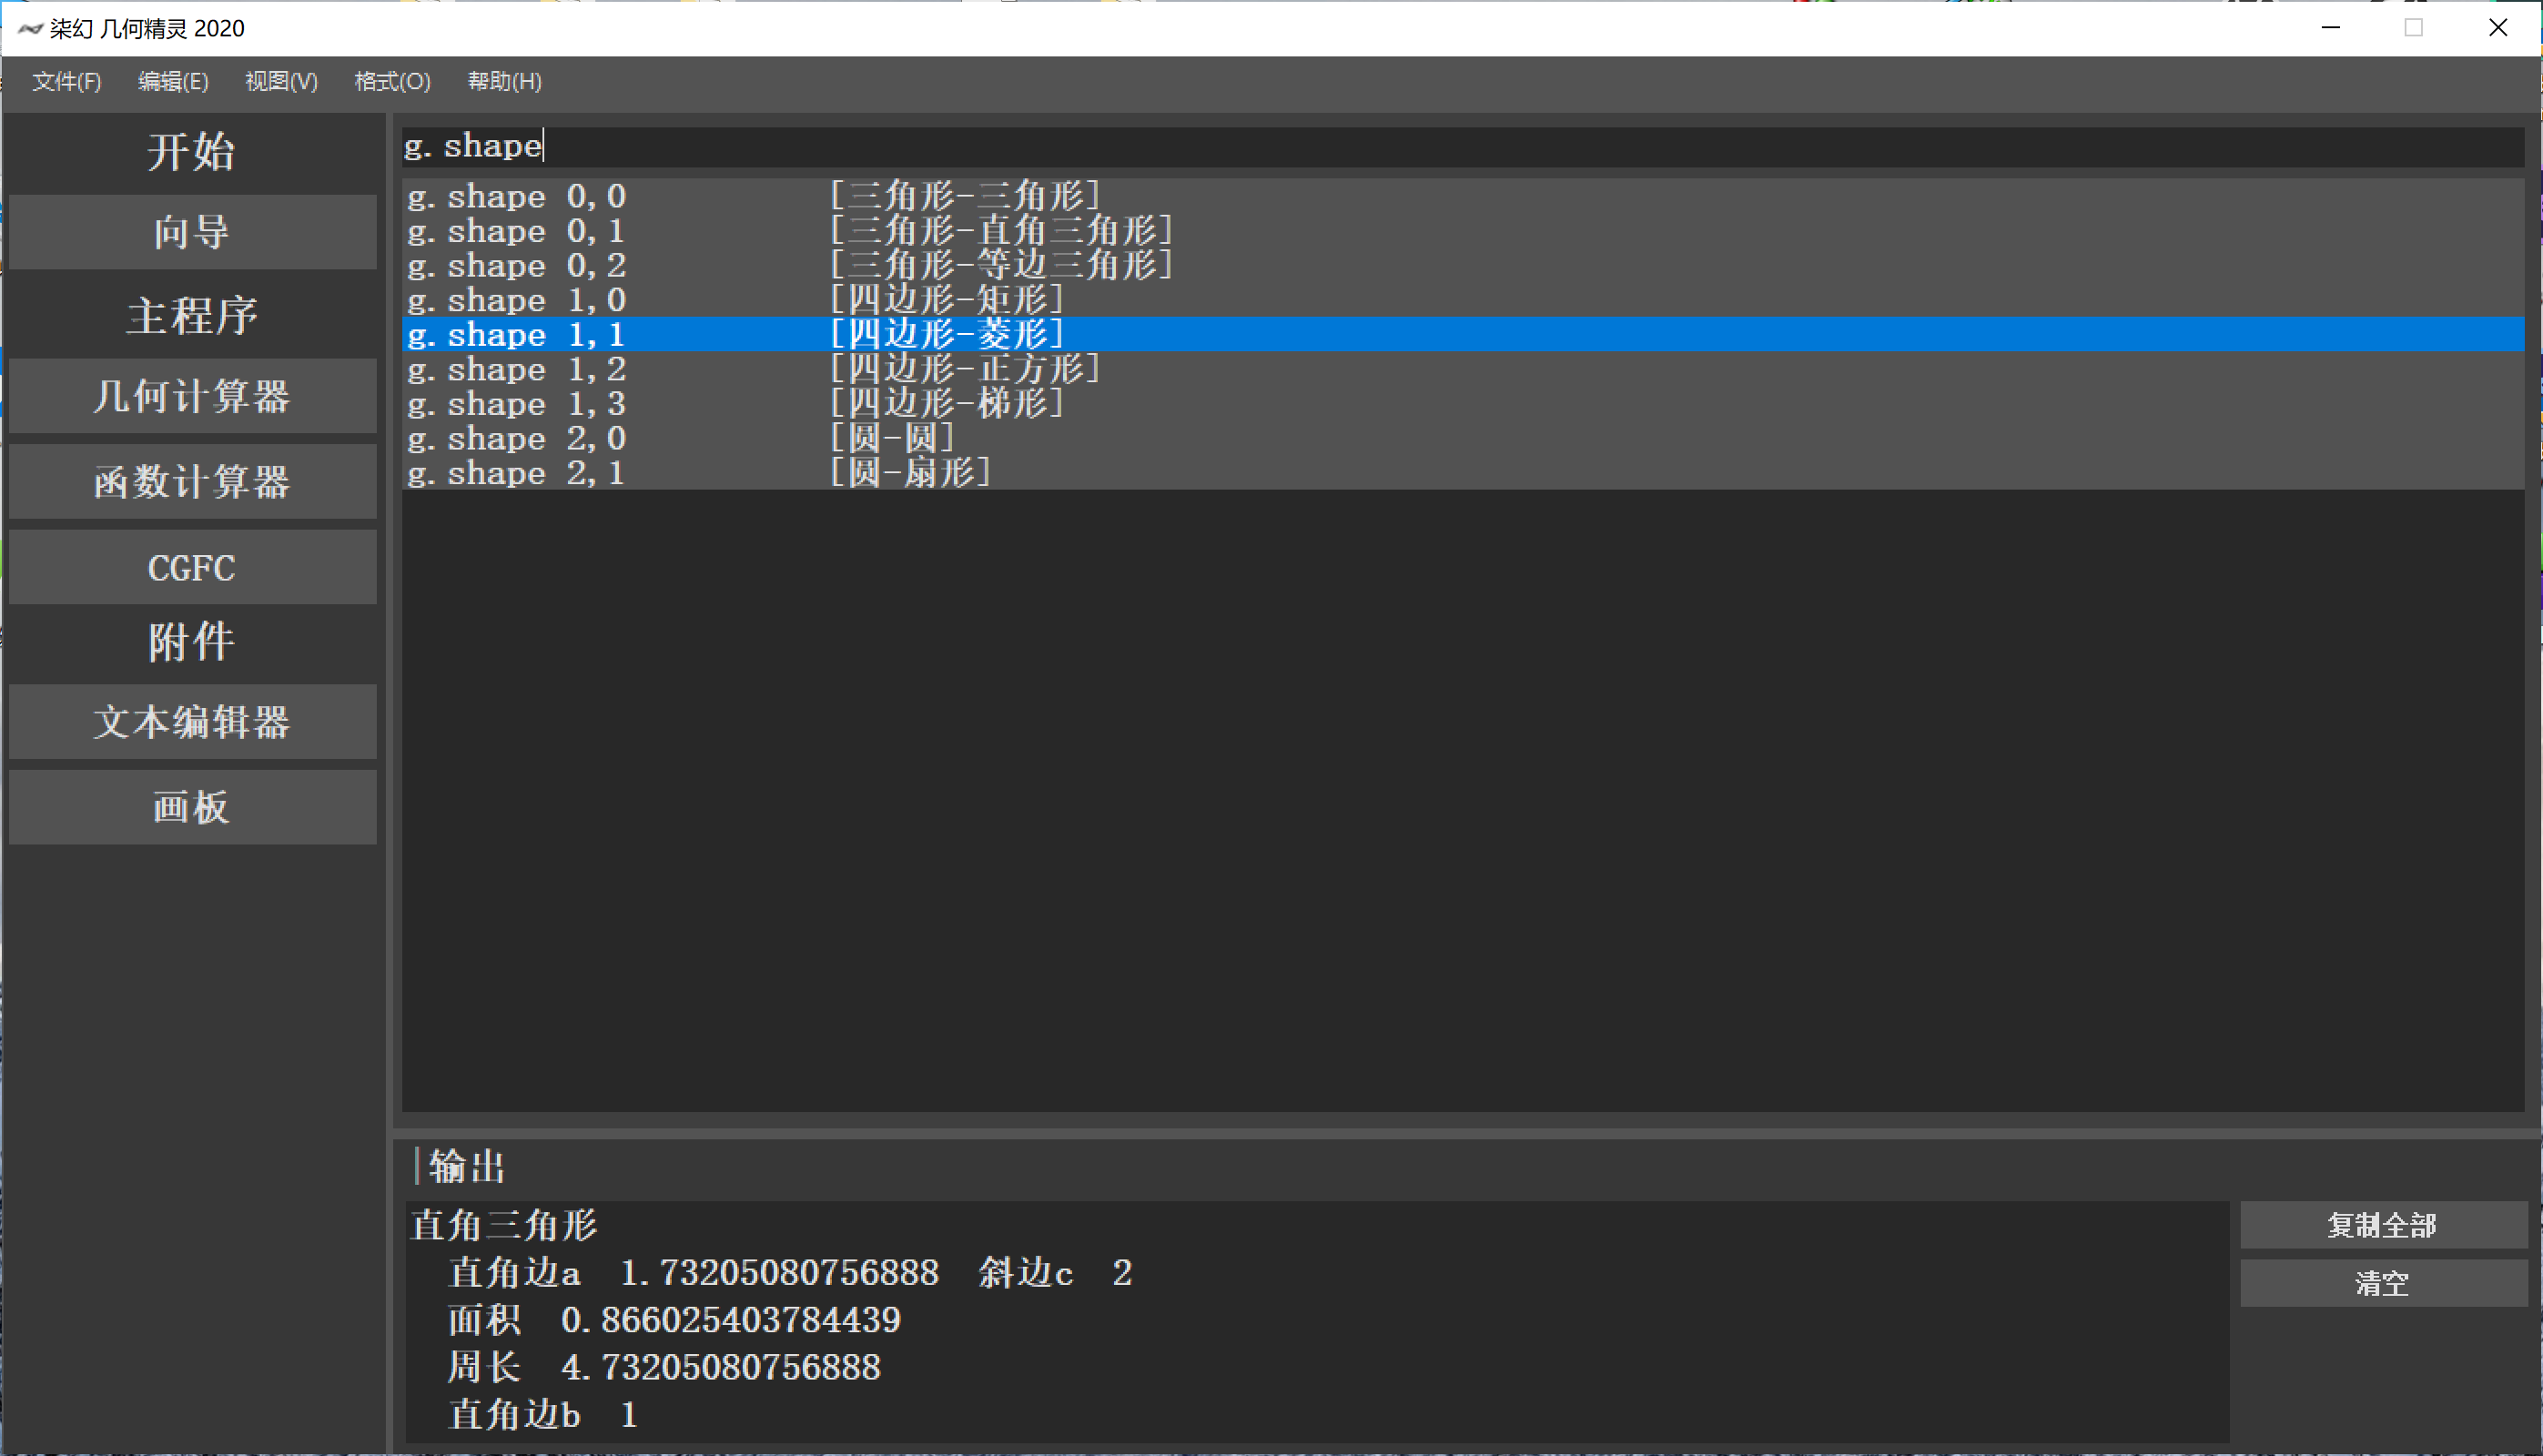 柒幻 几何精灵 2020
文件(F) 编辑(E) 视图(V) 格式(O) 帮助(H)
开始
向导
主程序
几何计算器
函数计算器
CGFC
附件
文本编辑器
画板
g.shape
g.shape 0,0 [三角形-三角形]
g.shape 0,1 [三角形-直角三角形]
g.shape 0,2 [三角形-等边三角形]
g.shape 1,0 [四边形-矩形]
g.shape 1,1 [四边形-菱形]
g.shape 1,2 [四边形-正方形]
g.shape 1,3 [四边形-梯形]
g.shape 2,0 [圆-圆]
g.shape 2,1 [圆-扇形]
输出
直角三角形
直角边a 1.73205080756888 斜边c 2
面积 0.866025403784439
周长 4.73205080756888
直角边b 1
复制全部
清空